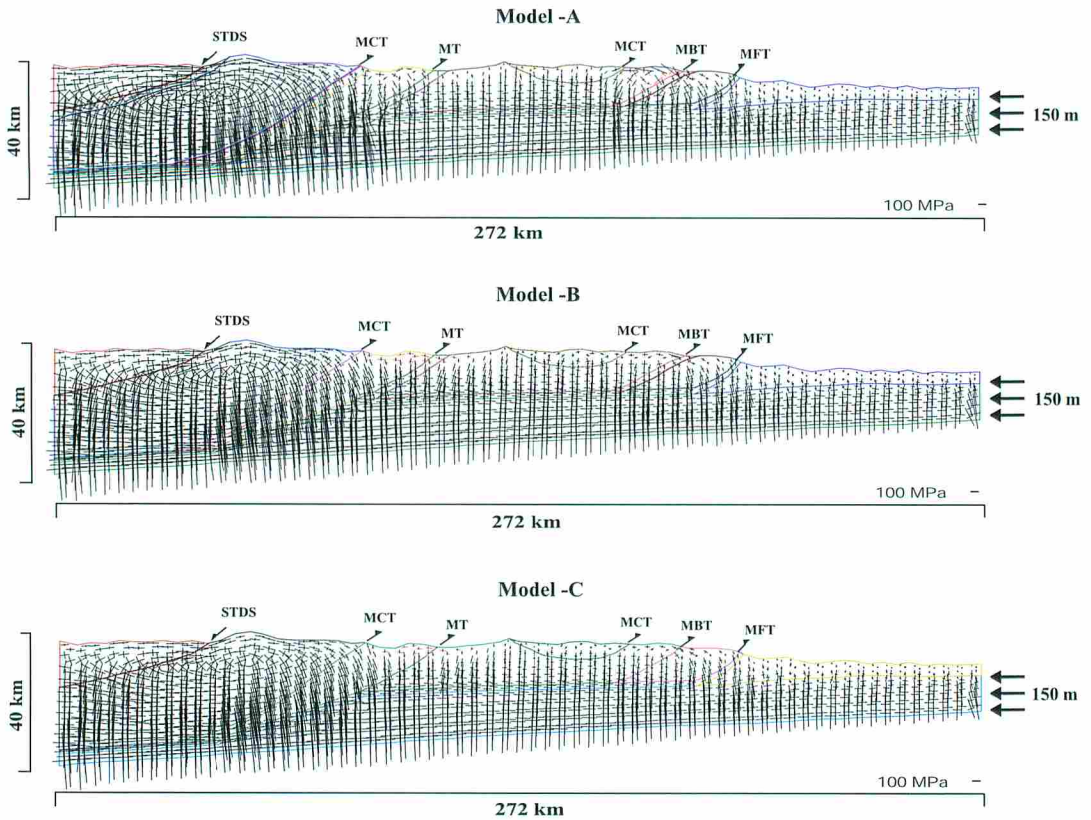 Model -A
STDS
MCT
MT
MCT
MBT
MFT
40 km
150 m
100 MPa
272 km
Model -B
STDS
MCT
MT
MCT
MBT
MFT
40 km
150 m
100 MPa
272 km
Model -C
STDS
MCT
MT
MCT
MBT
MFT
40 km
150 m
100 MPa
272 km